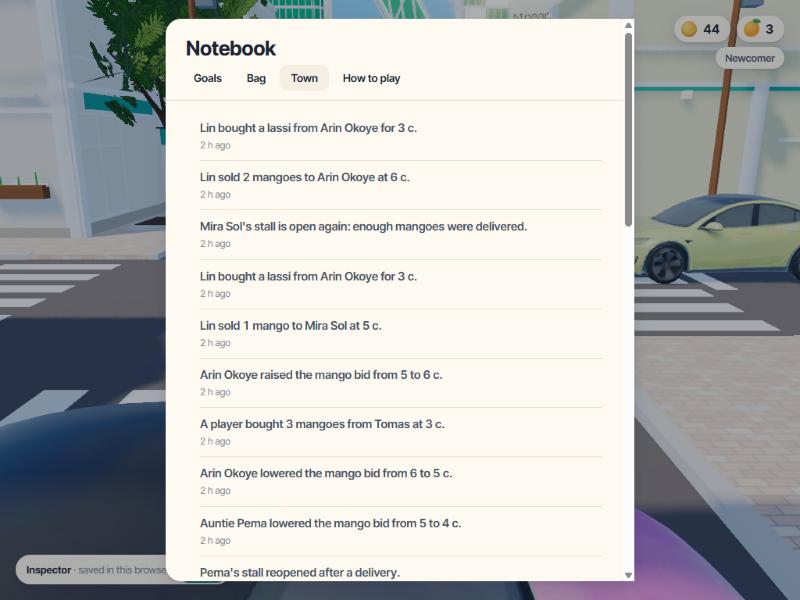 44
3
Newcomer
Notebook
Goals
Bag
Town
How to play
Lin bought a lassi from Arin Okoye for 3 c.
2 h ago
Lin sold 2 mangoes to Arin Okoye at 6 c.
2 h ago
Mira Sol's stall is open again: enough mangoes were delivered.
2 h ago
Lin bought a lassi from Arin Okoye for 3 c.
2 h ago
Lin sold 1 mango to Mira Sol at 5 c.
2 h ago
Arin Okoye raised the mango bid from 5 to 6 c.
2 h ago
A player bought 3 mangoes from Tomas at 3 c.
2 h ago
Arin Okoye lowered the mango bid from 6 to 5 c.
2 h ago
Auntie Pema lowered the mango bid from 5 to 4 c.
2 h ago
Pema's stall reopened after a delivery.
Inspector · saved in this browse